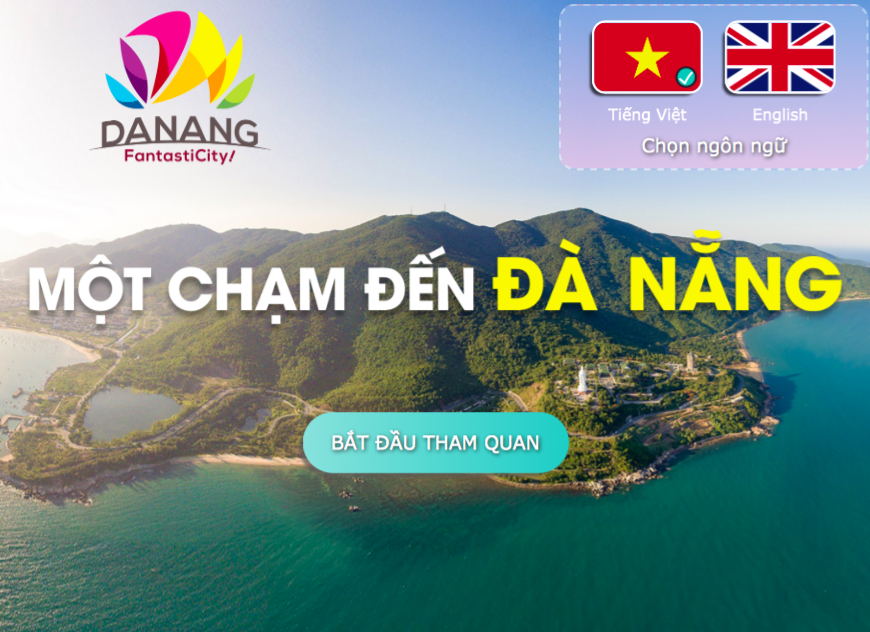 DANANG
FantastiCity!
Tiếng Việt
English
Chọn ngôn ngữ
MỘT CHẠM ĐẾN ĐÀ NẴNG
BẮT ĐẦU THAM QUAN